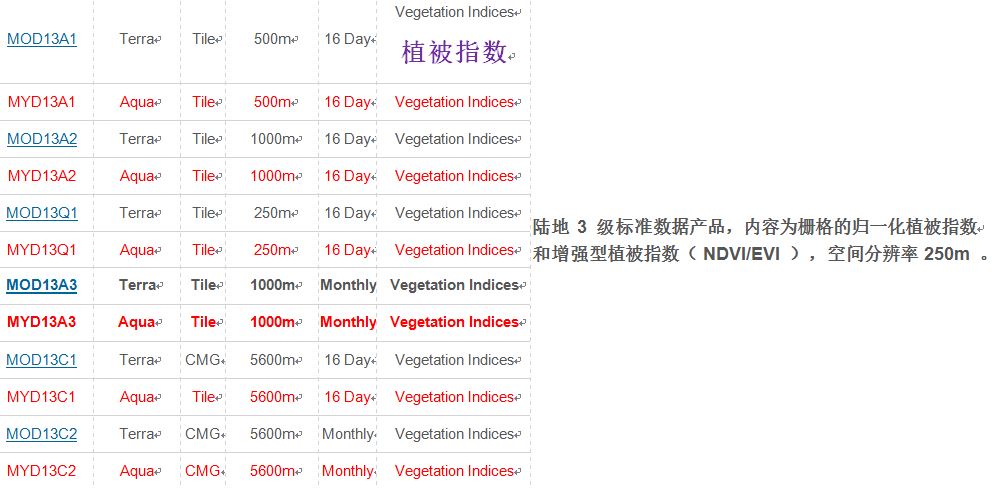 Vegetation Indices
MOD13A1 Terra Tile 500m 16 Day
植被指数
MYD13A1 Aqua Tile 500m 16 Day Vegetation Indices
MOD13A2 Terra Tile 1000m 16 Day Vegetation Indices
MYD13A2 Aqua Tile 1000m 16 Day Vegetation Indices
MOD13Q1 Terra Tile 250m 16 Day Vegetation Indices
MYD13Q1 Aqua Tile 250m 16 Day Vegetation Indices
MOD13A3 Terra Tile 1000m Monthly Vegetation Indices
MYD13A3 Aqua Tile 1000m Monthly Vegetation Indices
MOD13C1 Terra CMG 5600m 16 Day Vegetation Indices
MYD13C1 Aqua Tile 5600m 16 Day Vegetation Indices
MOD13C2 Terra CMG 5600m Monthly Vegetation Indices
MYD13C2 Aqua CMG 5600m Monthly Vegetation Indices
陆地 3 级标准数据产品，内容为栅格的归一化植被指数
和增强型植被指数（ NDVI/EVI ），空间分辨率 250m 。